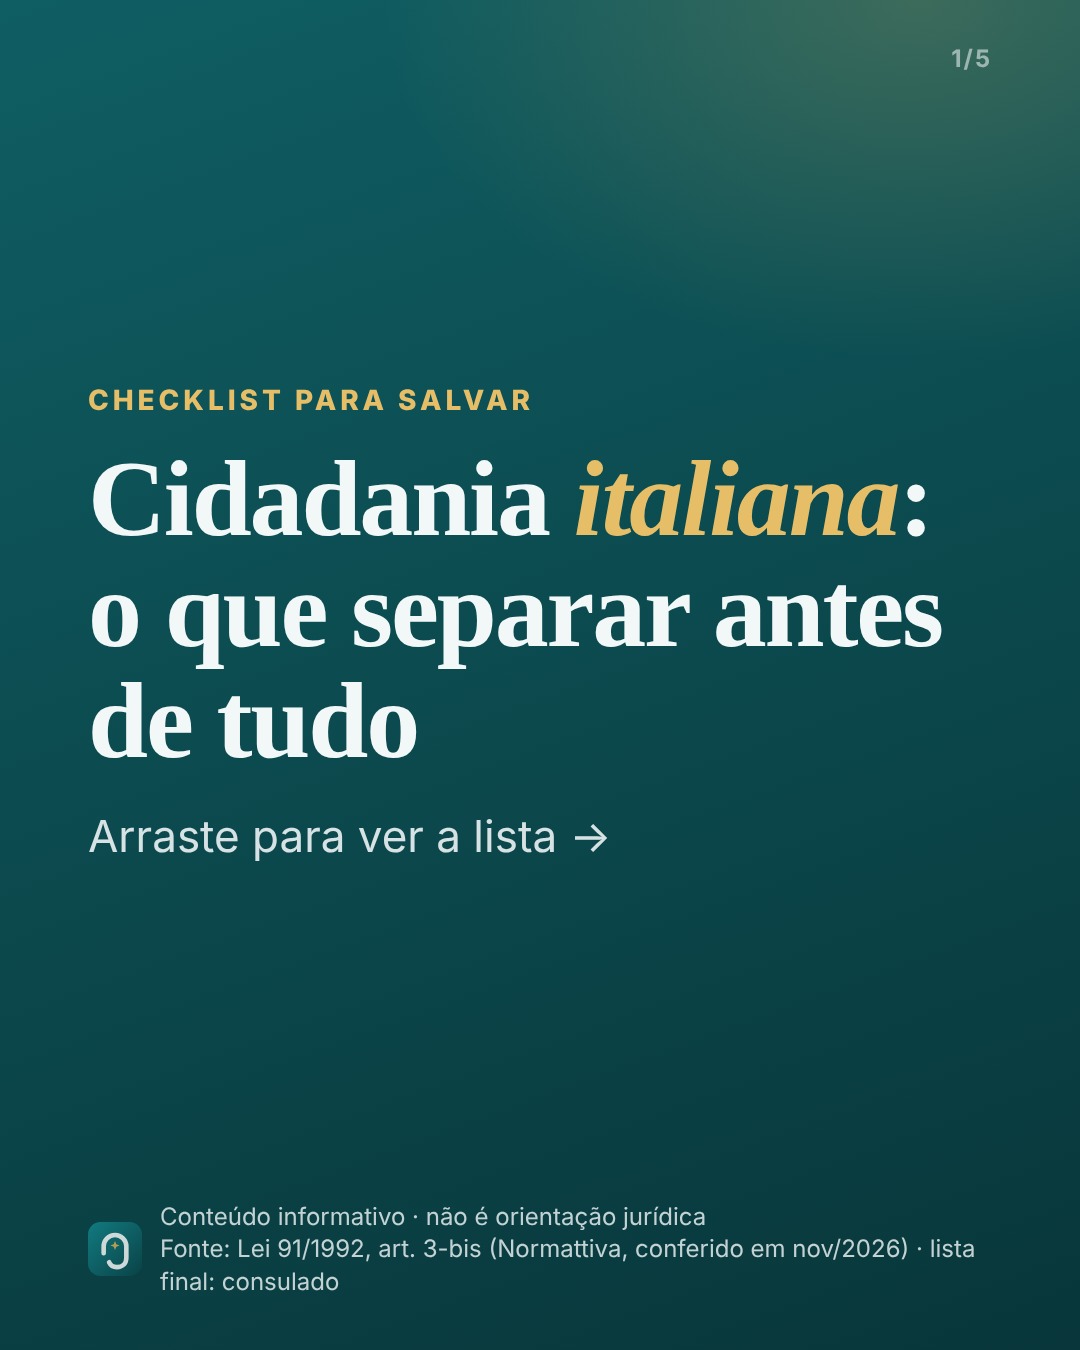 1/5
CHECKLIST PARA SALVAR
Cidadania italiana:
o que separar antes
de tudo
Arraste para ver a lista →
Conteúdo informativo · não é orientação jurídica
Fonte: Lei 91/1992, art. 3-bis (Normattiva, conferido em nov/2026) · lista
final: consulado